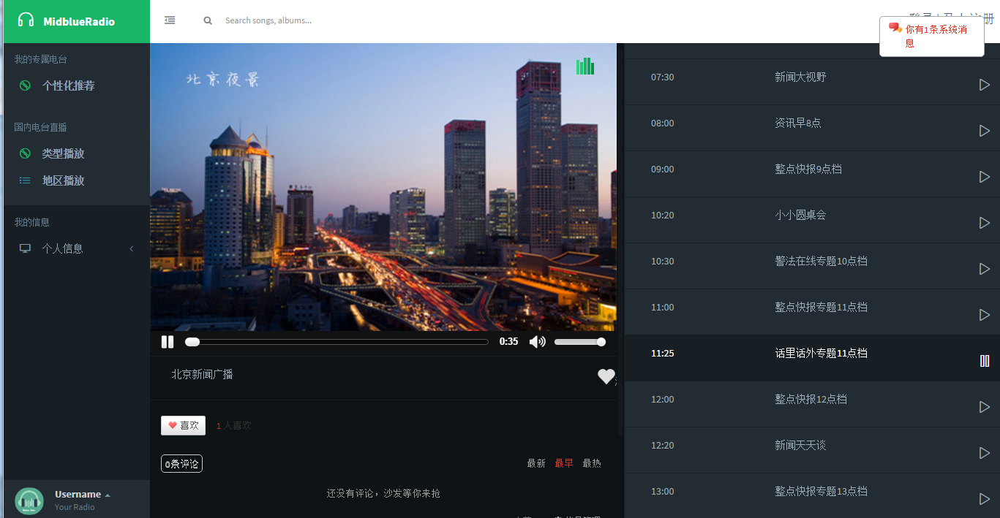 MidblueRadio
Search songs, albums...
你有1条系统消
息
我的专属电台
个性化推荐
国内电台直播
类型播放
地区播放
我的信息
个人信息
Username
Your Radio
北京夜景
0:35
北京新闻广播
喜欢
1 人喜欢
0条评论
最新 最早 最热
还没有评论，沙发等你来抢
07:30 新闻大视野
08:00 资讯早8点
09:00 整点快报9点档
10:20 小小圆桌会
10:30 警法在线专题10点档
11:00 整点快报专题11点档
11:25 话里话外专题11点档
12:00 整点快报12点档
12:20 新闻天天谈
13:00 整点快报专题13点档